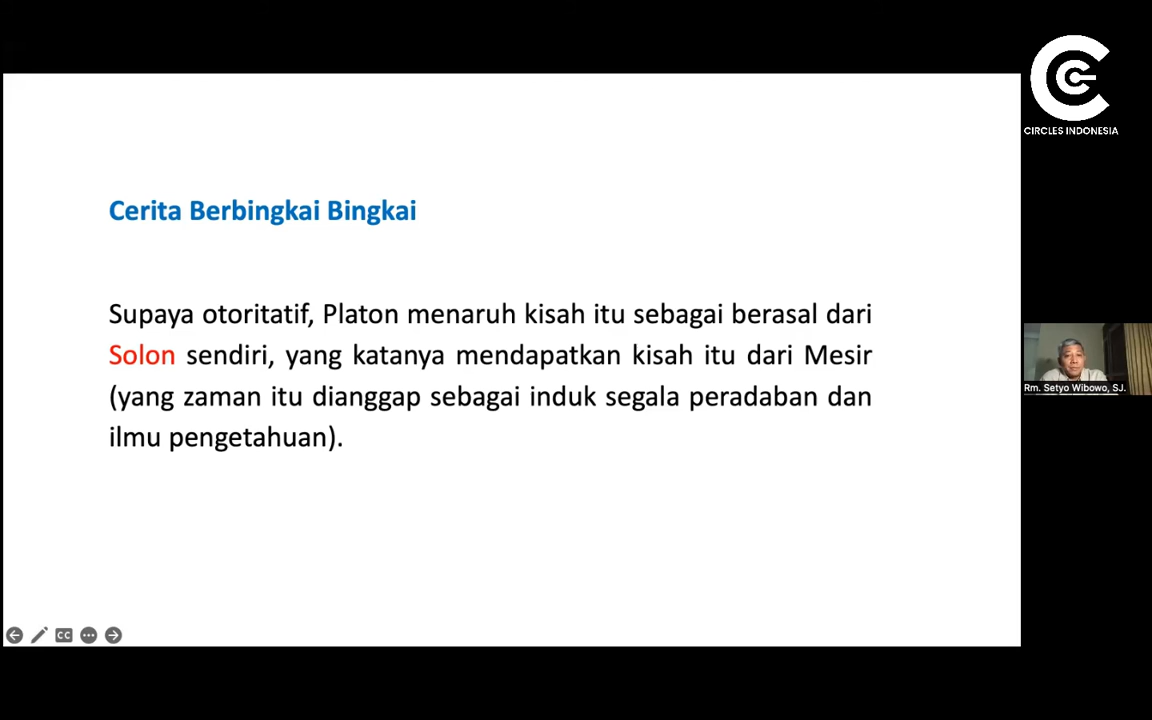 CIRCLES INDONESIA
Cerita Berbingkai Bingkai
Supaya otoritatif, Platon menaruh kisah itu sebagai berasal dari
Solon sendiri, yang katanya mendapatkan kisah itu dari Mesir
(yang zaman itu dianggap sebagai induk segala peradaban dan
ilmu pengetahuan).
Rm. Setyo Wibowo, SJ.
CC